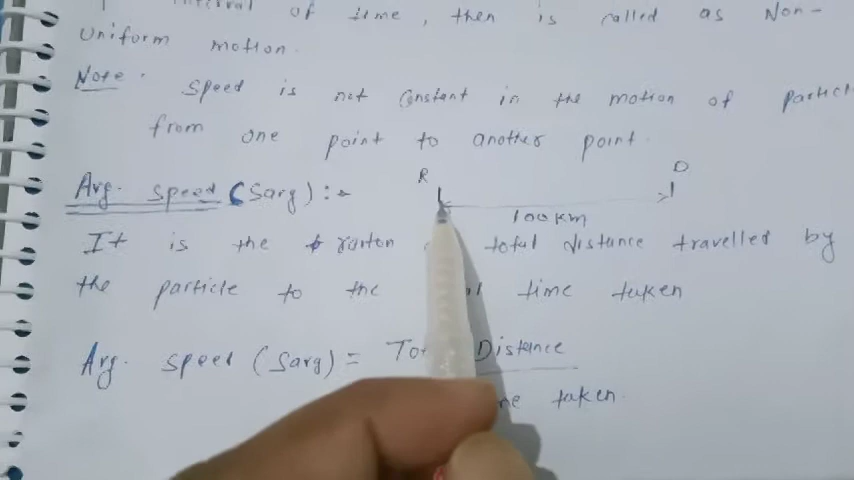 of time, then is called as Non-
Uniform motion.
Note. Speed is not Constant in the motion of particle
from one point to another point.
R D
Avg. speed (Savg) :-
100 km
It is the ration total distance travelled by
the particle to the time taken
Avg. speed (Savg) = Distance
taken.